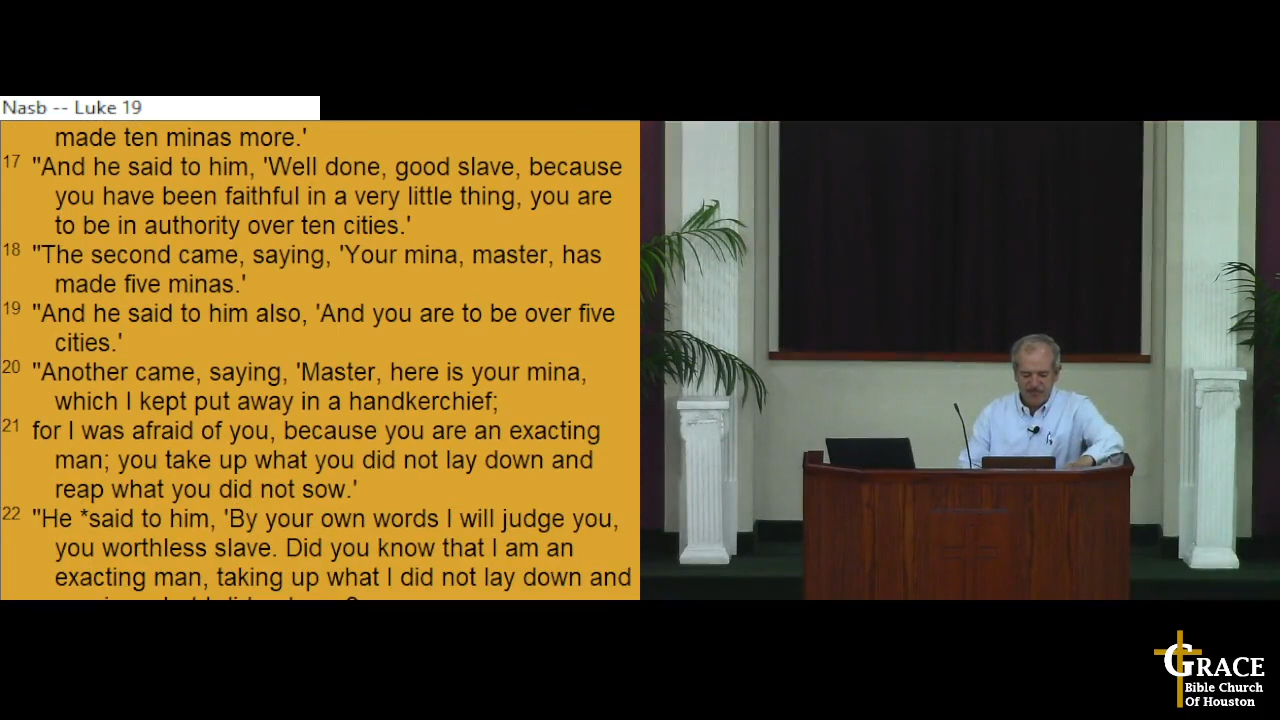 Nasb -- Luke 19
made ten minas more.'
17 "And he said to him, 'Well done, good slave, because
you have been faithful in a very little thing, you are
to be in authority over ten cities.'
18 "The second came, saying, 'Your mina, master, has
made five minas.'
19 "And he said to him also, 'And you are to be over five
cities.'
20 "Another came, saying, 'Master, here is your mina,
which I kept put away in a handkerchief;
21 for I was afraid of you, because you are an exacting
man; you take up what you did not lay down and
reap what you did not sow.'
22 "He *said to him, 'By your own words I will judge you,
you worthless slave. Did you know that I am an
exacting man, taking up what I did not lay down and
GRACE
Bible Church
Of Houston